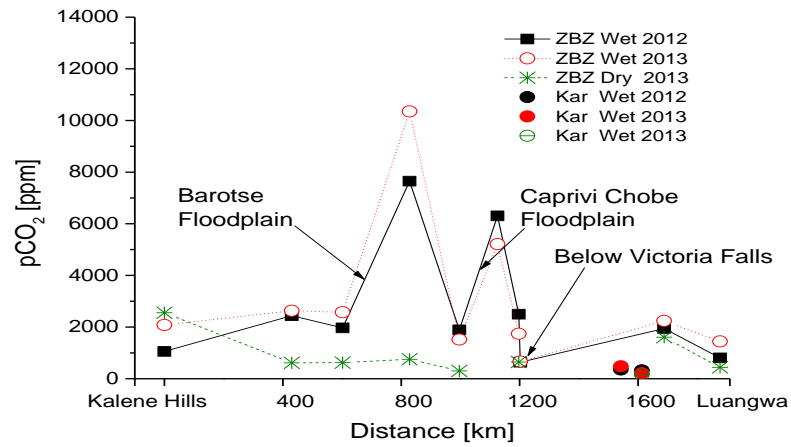 14000
12000
10000
8000
6000
4000
2000
0
pCO2 [ppm]
ZBZ Wet 2012
ZBZ Wet 2013
ZBZ Dry 2013
Kar Wet 2012
Kar Wet 2013
Kar Wet 2013
Barotse
Floodplain
Caprivi Chobe
Floodplain
Below Victoria Falls
Kalene Hills 400 800 1200 1600 Luangwa
Distance [km]